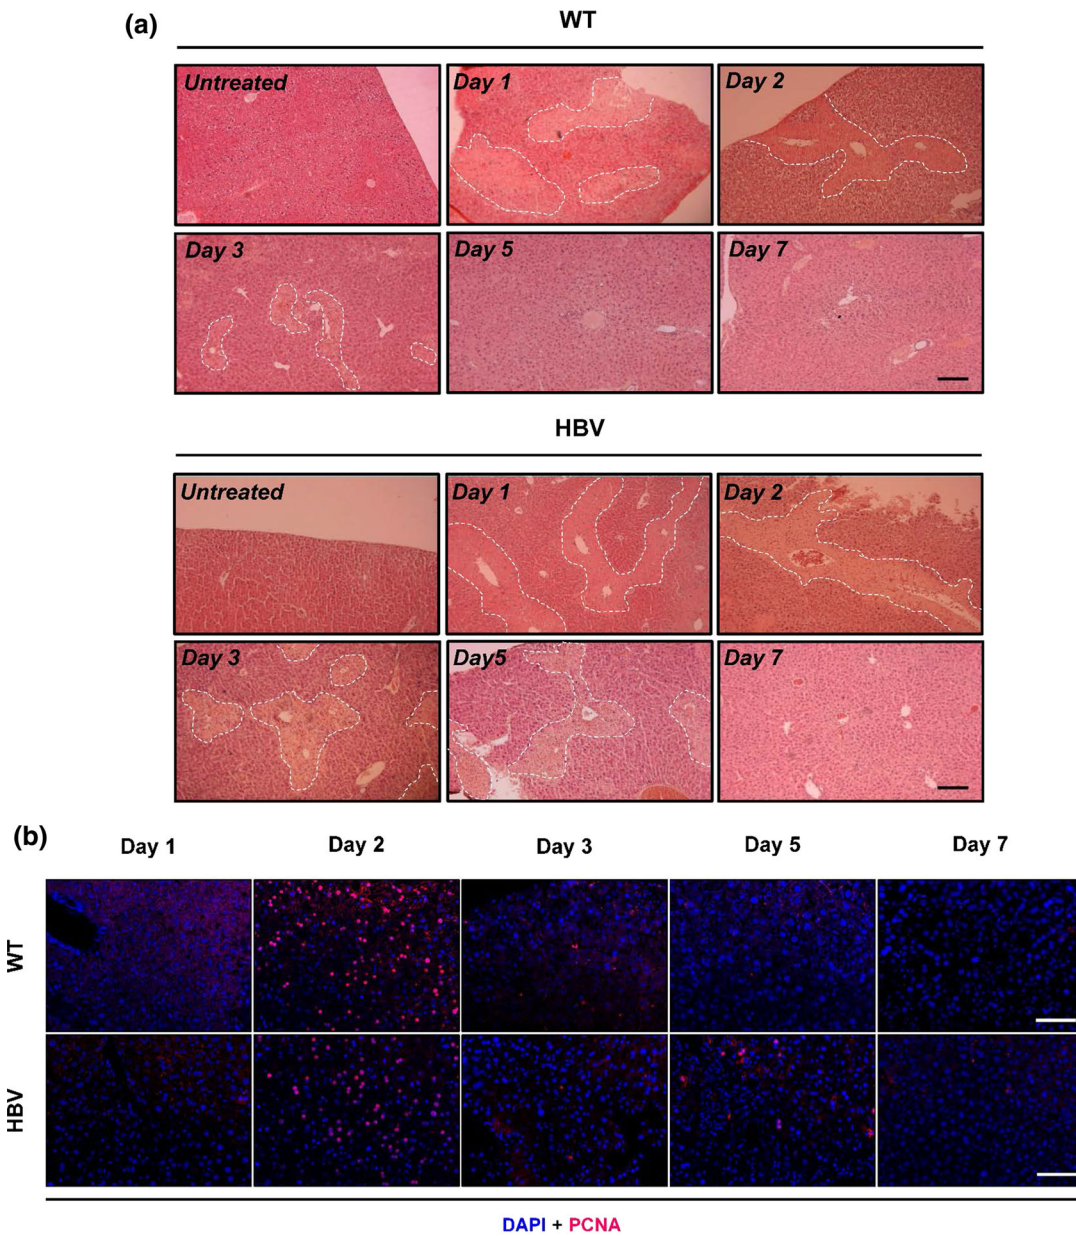 (a)
WT
Untreated
Day 1
Day 2
Day 3
Day 5
Day 7
HBV
Untreated
Day 1
Day 2
Day 3
Day5
Day 7
(b)
Day 1
Day 2
Day 3
Day 5
Day 7
WT
HBV
DAPI + PCNA